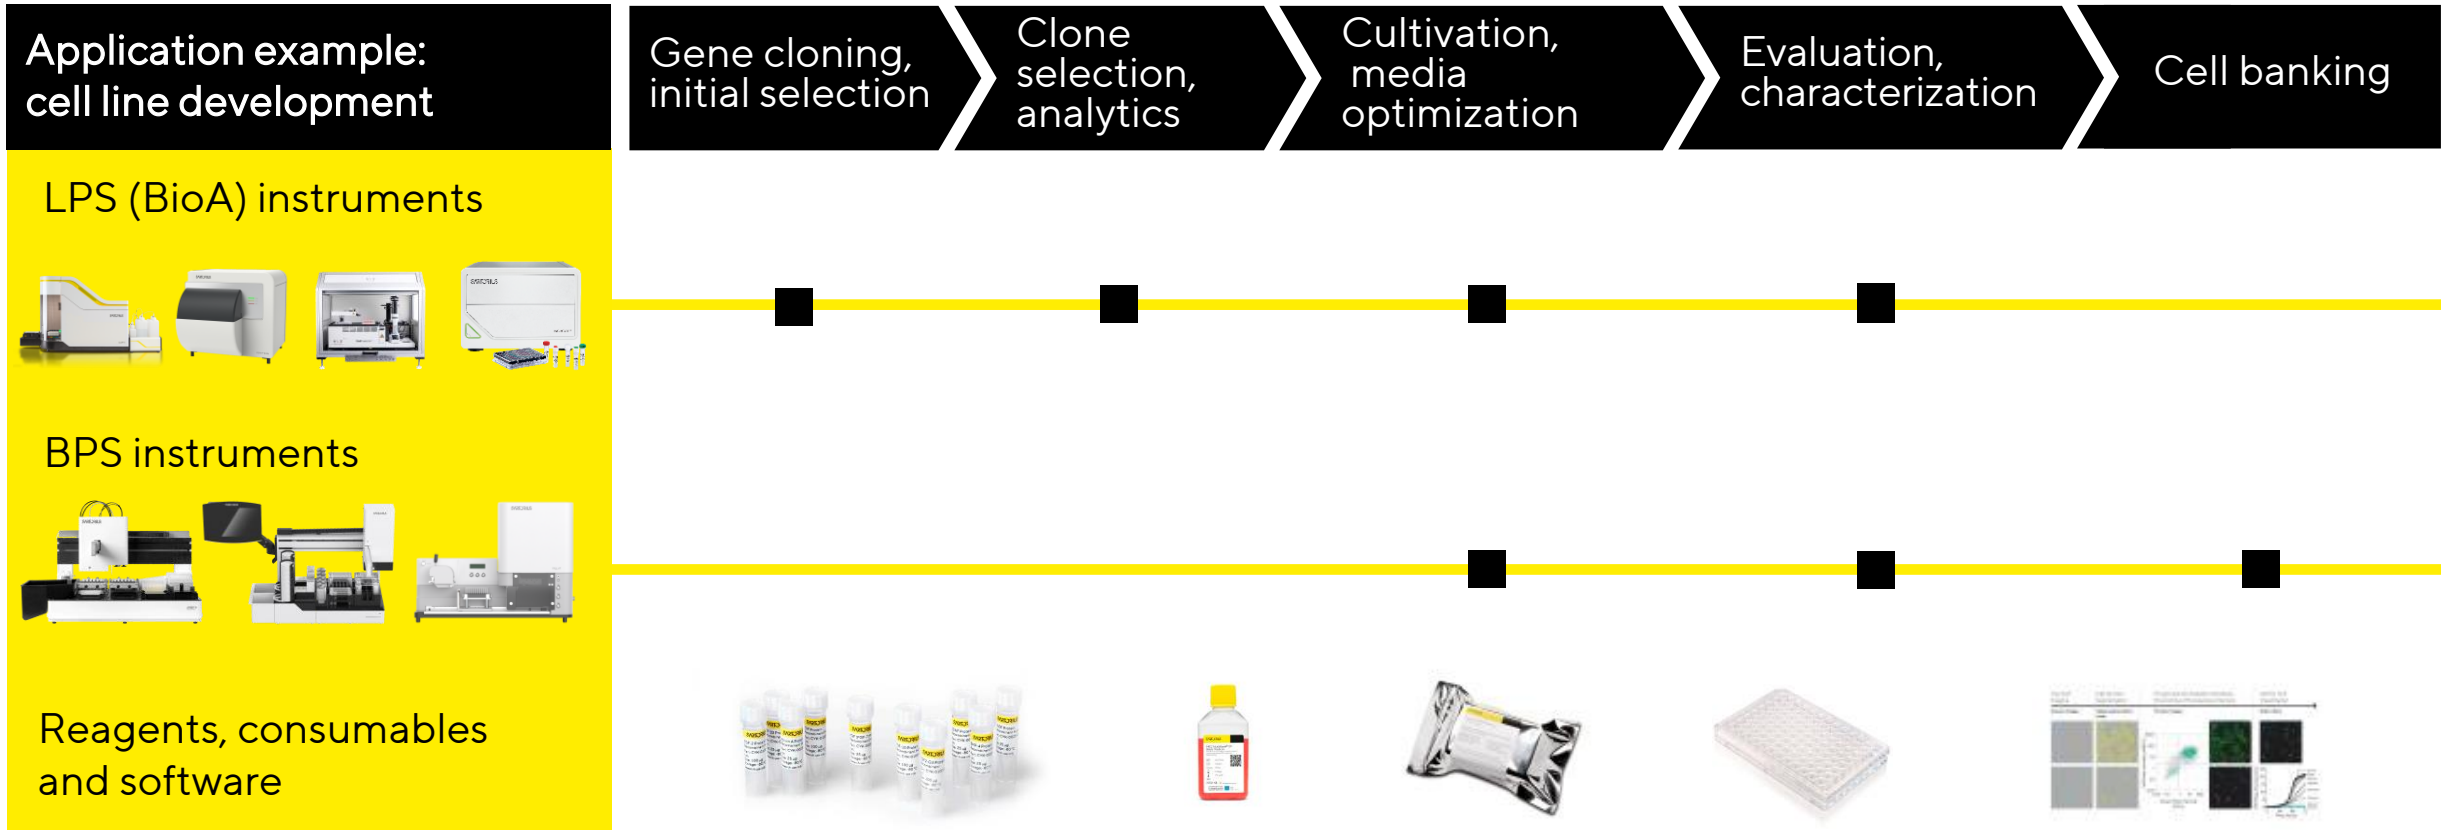 Application example:
cell line development
Gene cloning,
initial selection
Clone
selection,
analytics
Cultivation,
media
optimization
Evaluation,
characterization
Cell banking
LPS (BioA) instruments
BPS instruments
Reagents, consumables
and software